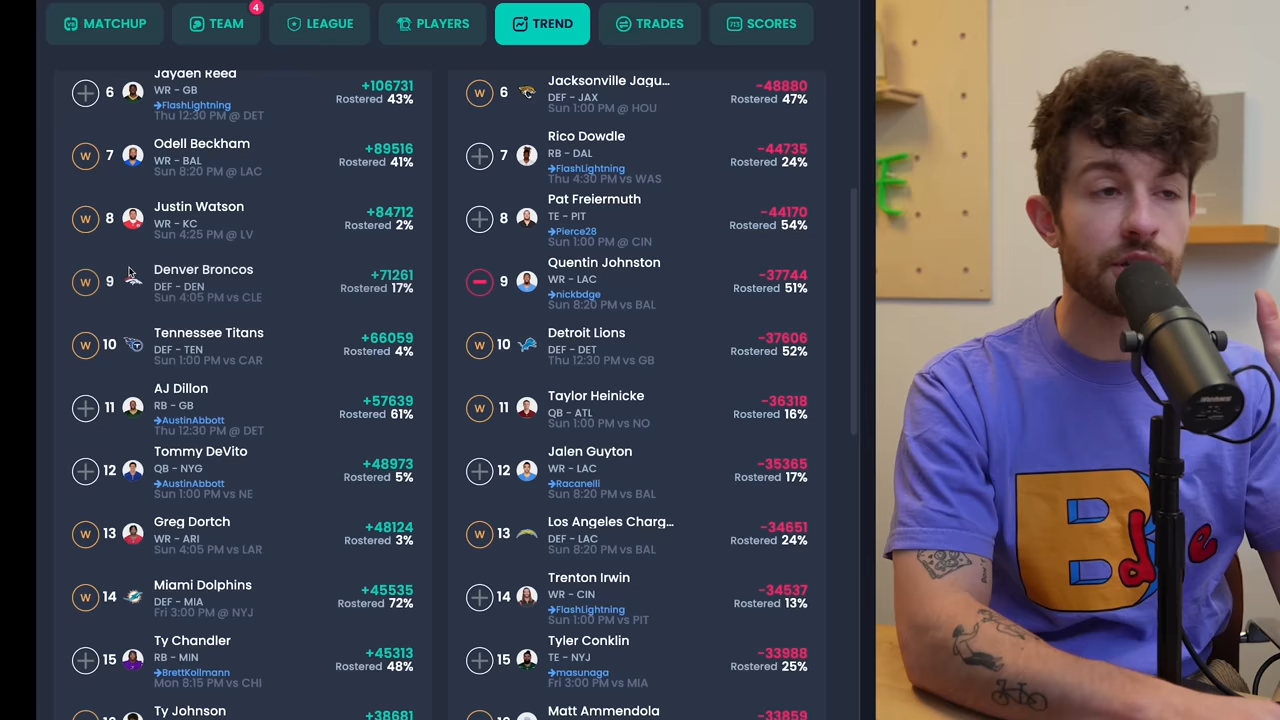 MATCHUP
TEAM
4
LEAGUE
PLAYERS
TREND
TRADES
SCORES
6
Jayden Reed
WR - GB
FlashLightning
Thu 12:30 PM @ DET
+106731
Rostered 43%
W
7
Odell Beckham
WR - BAL
Sun 8:20 PM @ LAC
+89516
Rostered 41%
W
8
Justin Watson
WR - KC
Sun 4:25 PM @ LV
+84712
Rostered 2%
W
9
Denver Broncos
DEF - DEN
Sun 4:05 PM vs CLE
+71261
Rostered 17%
W
10
Tennessee Titans
DEF - TEN
Sun 1:00 PM vs CAR
+66059
Rostered 4%
11
AJ Dillon
RB - GB
AustinAbbott
Thu 12:30 PM @ DET
+57639
Rostered 61%
12
Tommy DeVito
QB - NYG
AustinAbbott
Sun 1:00 PM vs NE
+48973
Rostered 5%
W
13
Greg Dortch
WR - ARI
Sun 4:05 PM vs LAR
+48124
Rostered 3%
W
14
Miami Dolphins
DEF - MIA
Fri 3:00 PM @ NYJ
+45535
Rostered 72%
15
Ty Chandler
RB - MIN
BrettKollmann
Mon 8:15 PM vs CHI
+45313
Rostered 48%
Ty Johnson
+38681
W
6
Jacksonville Jagu...
DEF - JAX
Sun 1:00 PM @ HOU
-48880
Rostered 47%
7
Rico Dowdle
RB - DAL
FlashLightning
Thu 4:30 PM vs WAS
-44735
Rostered 24%
8
Pat Freiermuth
TE - PIT
Pierce28
Sun 1:00 PM @ CIN
-44170
Rostered 54%
9
Quentin Johnston
WR - LAC
nickbdge
Sun 8:20 PM vs BAL
-37744
Rostered 51%
W
10
Detroit Lions
DEF - DET
Thu 12:30 PM vs GB
-37606
Rostered 52%
W
11
Taylor Heinicke
QB - ATL
Sun 1:00 PM vs NO
-36318
Rostered 16%
12
Jalen Guyton
WR - LAC
Racanelli
Sun 8:20 PM vs BAL
-35365
Rostered 17%
W
13
Los Angeles Charg...
DEF - LAC
Sun 8:20 PM vs BAL
-34651
Rostered 24%
14
Trenton Irwin
WR - CIN
FlashLightning
Sun 1:00 PM vs PIT
-34537
Rostered 13%
15
Tyler Conklin
TE - NYJ
masunaga
Fri 3:00 PM vs MIA
-33988
Rostered 25%
Matt Ammendola
-33859